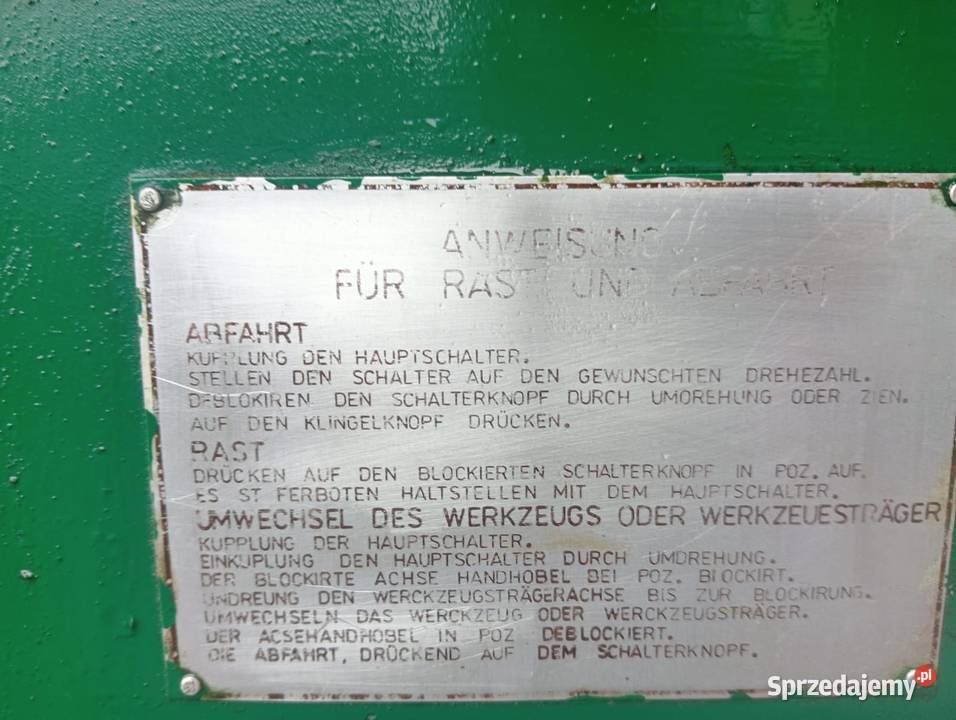 ANWEISUNG
FÜR RAST UND ABFAHRT
ABFAHRT
KUPPLUNG DEN HAUPTSCHALTER.
STELLEN DEN SCHALTER AUF DEN GEWUNSCHTEN DREHEZAHL.
DEBLOKIREN DEN SCHALTERKNOPF DURCH UMDREHUNG ODER ZIEN.
AUF DEN KLINGELKNOPF DRÜCKEN.
RAST
DRÜCKEN AUF DEN BLOCKIERTEN SCHALTERKNOPF IN POZ. AUF.
ES ST FERBOTEN HALTSTELLEN MIT DEM HAUPTSCHALTER.
UMWECHSEL DES WERKZEUGS ODER WERKZEUESTRÄGER
KUPPLUNG DER HAUPTSCHALTER.
EINKUPLUNG DEN HAUPTSCHALTER DURCH UMDREHUNG.
DER BLOCKIRTE ACHSE HANDHOBEL BEI POZ. BLOCKIRT.
UNDREUNG DEN WERCKZEUGSTRÄGERACHSE BIS ZUR BLOCKIRUNG.
UMWECHSELN DAS WERCKZEUG ODER WERCKZEUGSTRÄGER.
DER ACSEHANDHOBEL IN POZ DEBLOCKIERT.
DIE ABFAHRT, DRÜCKEND AUF DEM SCHALTERKNOPF.
Sprzedajemy.pl